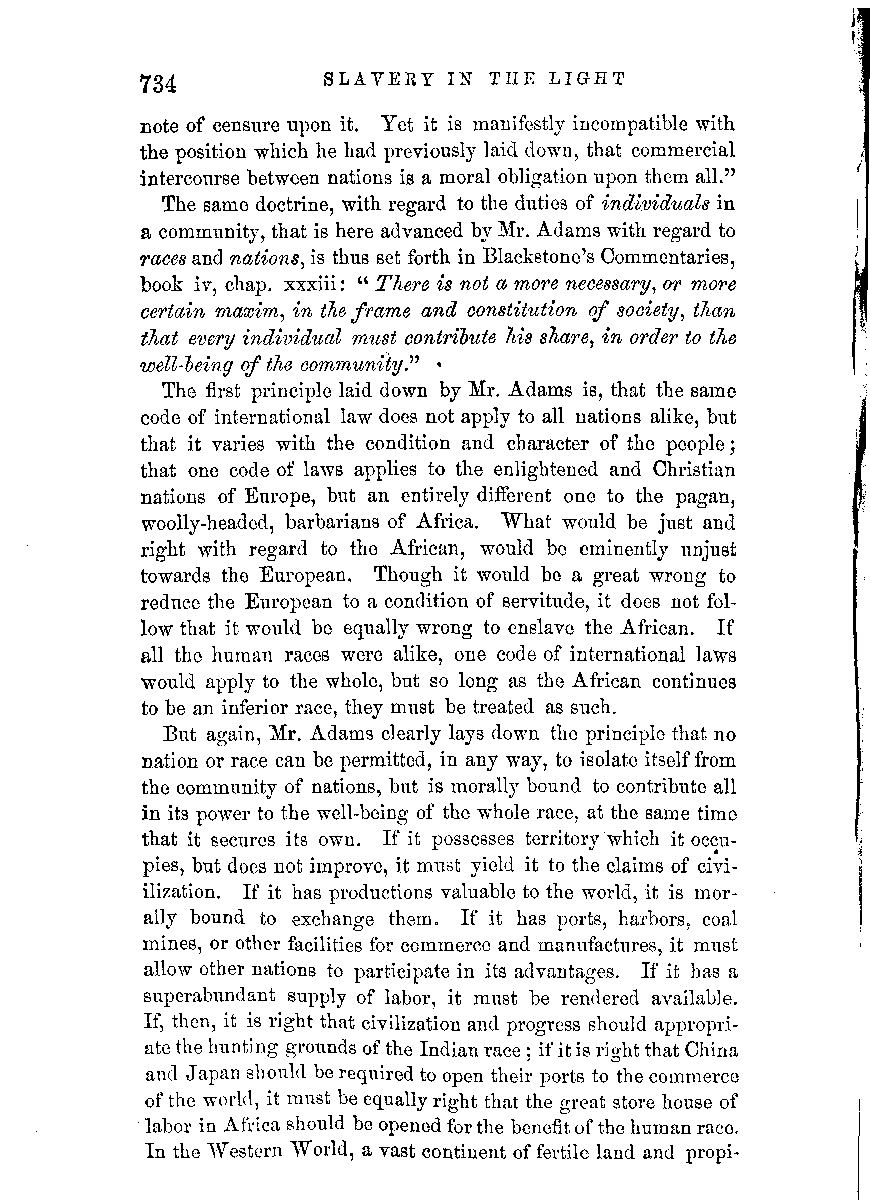 734 SLAVERY IN THE LIGHT
note of censure upon it. Yet it is manifestly incompatible with
the position which he had previously laid down, that commercial
intercourse between nations is a moral obligation upon them all.”
The same doctrine, with regard to the duties of individuals in
a community, that is here advanced by Mr. Adams with regard to
races and nations, is thus set forth in Blackstone’s Commentaries,
book iv, chap. xxxiii: “ There is not a more necessary, or more
certain maxim, in the frame and constitution of society, than
that every individual must contribute his share, in order to the
well-being of the community.”
The first principle laid down by Mr. Adams is, that the same
code of international law does not apply to all nations alike, but
that it varies with the condition and character of the people;
that one code of laws applies to the enlightened and Christian
nations of Europe, but an entirely different one to the pagan,
woolly-headed, barbarians of Africa. What would be just and
right with regard to the African, would be eminently unjust
towards the European. Though it would be a great wrong to
reduce the European to a condition of servitude, it does not fol-
low that it would be equally wrong to enslave the African. If
all the human races were alike, one code of international laws
would apply to the whole, but so long as the African continues
to be an inferior race, they must be treated as such.
But again, Mr. Adams clearly lays down the principle that no
nation or race can be permitted, in any way, to isolate itself from
the community of nations, but is morally bound to contribute all
in its power to the well-being of the whole race, at the same time
that it secures its own. If it possesses territory which it occu-
pies, but does not improve, it must yield it to the claims of civi-
ilization. If it has productions valuable to the world, it is mor-
ally bound to exchange them. If it has ports, harbors, coal
mines, or other facilities for commerce and manufactures, it must
allow other nations to participate in its advantages. If it has a
superabundant supply of labor, it must be rendered available.
If, then, it is right that civilization and progress should appropri-
ate the hunting grounds of the Indian race; if it is right that China
and Japan should be required to open their ports to the commerce
of the world, it must be equally right that the great store house of
labor in Africa should be opened for the benefit of the human race.
In the Western World, a vast continent of fertile land and propi-